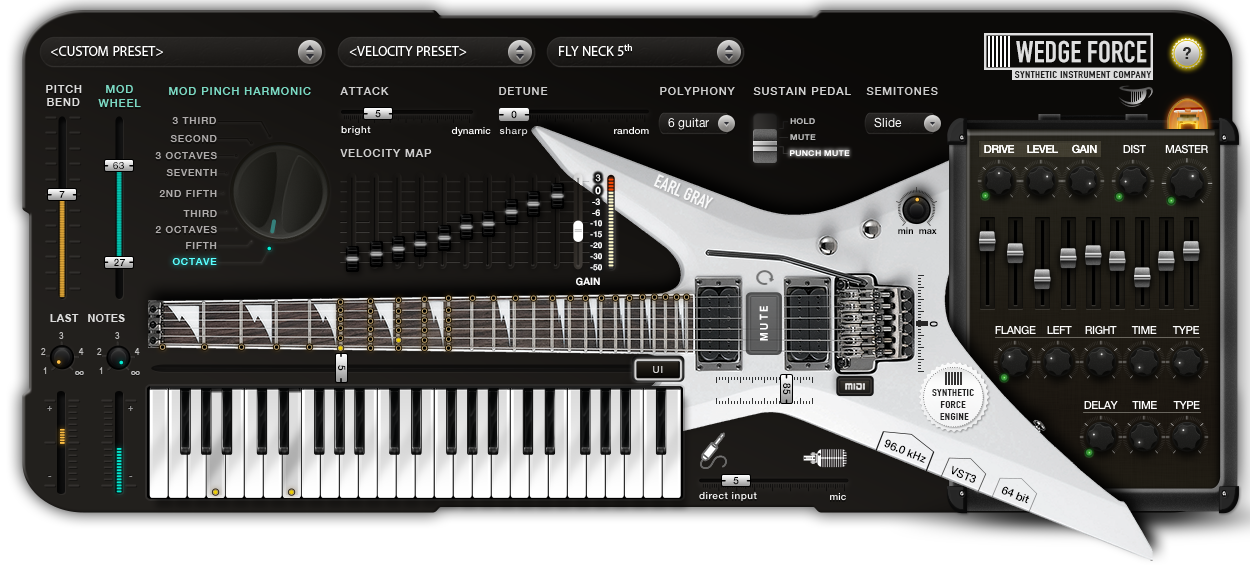 <CUSTOM PRESET>
<VELOCITY PRESET>
FLY NECK 5th
WEDGE FORCE
SYNTHETIC INSTRUMENT COMPANY
?
PITCH
BEND
MOD
WHEEL
MOD PINCH HARMONIC
ATTACK
DETUNE
POLYPHONY
SUSTAIN PEDAL
SEMITONES
5
0
bright
dynamic
sharp
random
6 guitar
HOLD
MUTE
PUNCH MUTE
Slide
3 THIRD
SECOND
3 OCTAVES
SEVENTH
2ND FIFTH
THIRD
2 OCTAVES
FIFTH
OCTAVE
63
7
27
VELOCITY MAP
3
0
-3
-6
-10
-15
-20
-30
-50
GAIN
EARL GRAY
min max
DRIVE LEVEL GAIN DIST MASTER
MUTE
0
LAST NOTES
3
2 4
1 ∞
3
2 4
1 ∞
+
-
+
-
5
UI
85
MIDI
FLANGE LEFT RIGHT TIME TYPE
SYNTHETIC
FORCE
ENGINE
DELAY TIME TYPE
96.0 kHz
VST3
64 bit
5
direct input
mic